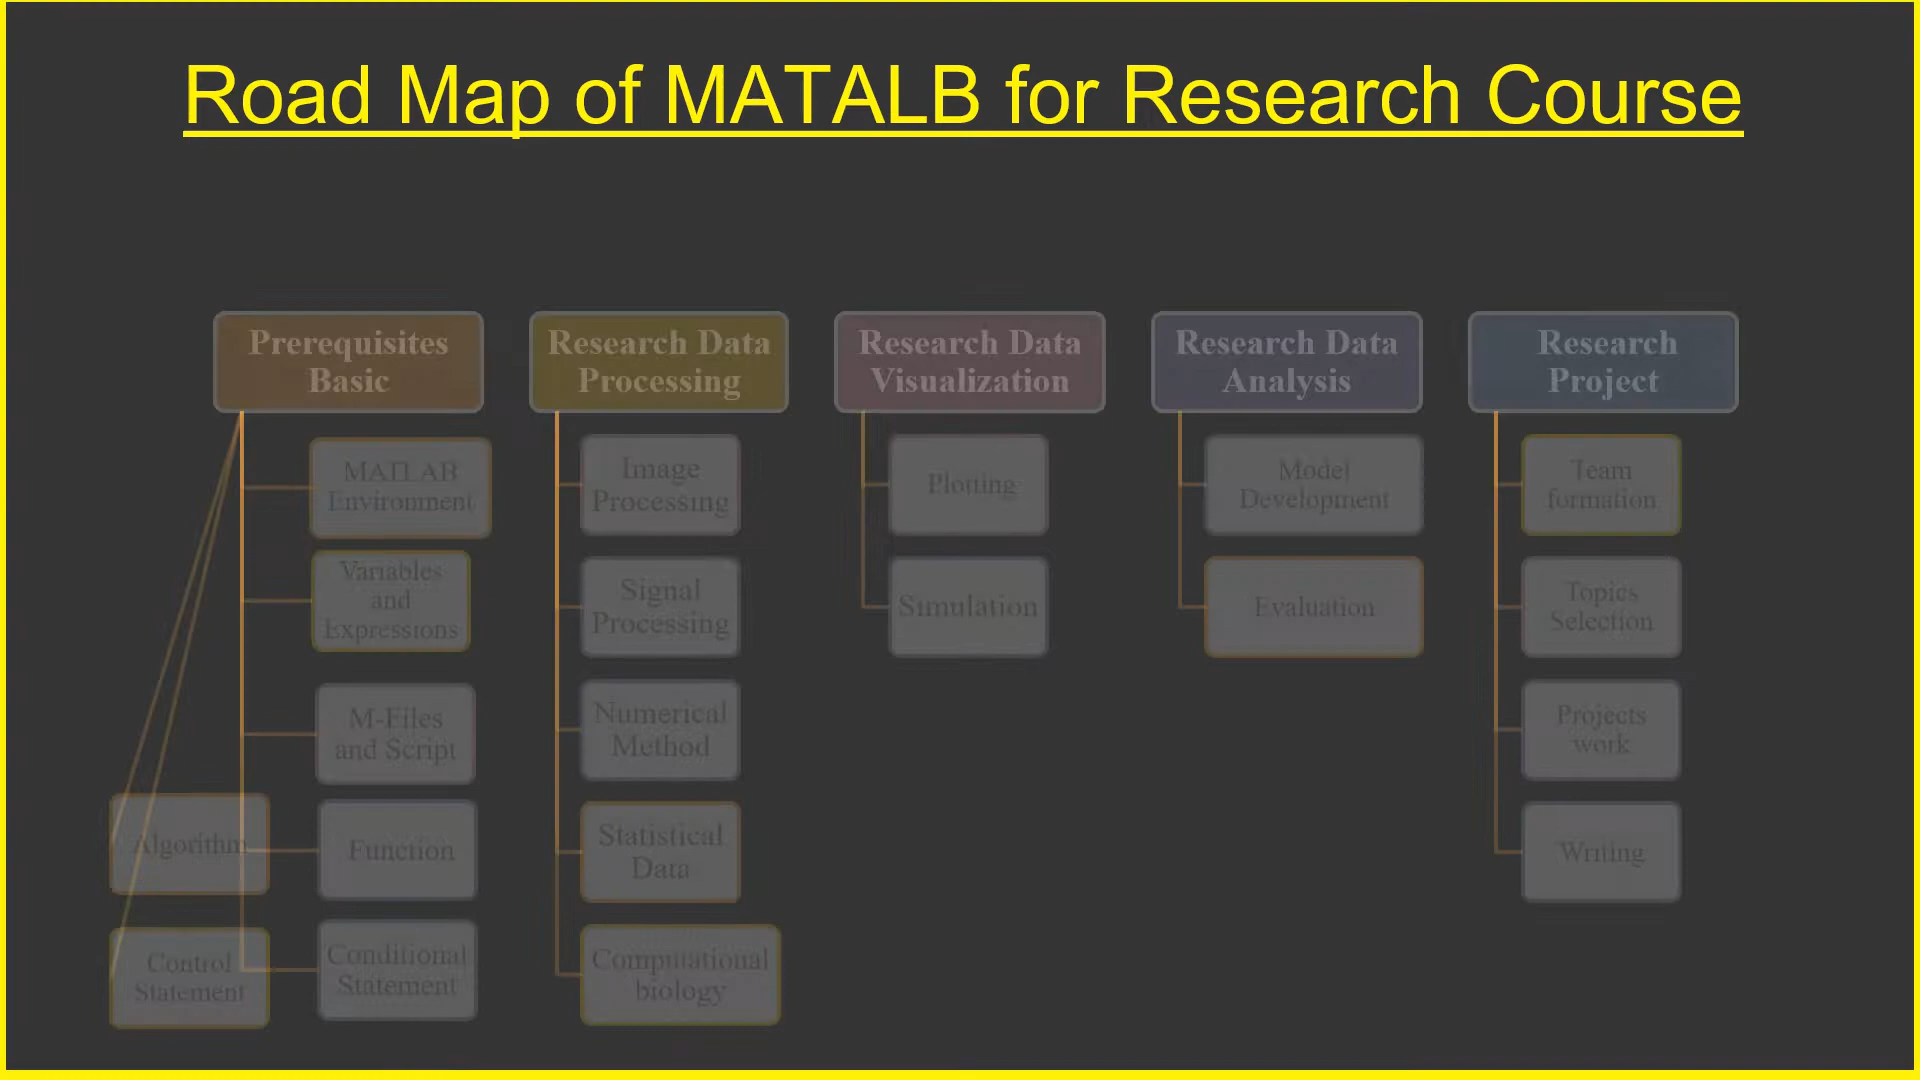 Road Map of MATALB for Research Course
Prerequisites
Basic
MATLAB
Environment
Variables
and
Expressions
M-Files
and Script
Algorithm
Function
Control
Statement
Conditional
Statement
Research Data
Processing
Image
Processing
Signal
Processing
Numerical
Method
Statistical
Data
Computational
biology
Research Data
Visualization
Plotting
Simulation
Research Data
Analysis
Model
Development
Evaluation
Research
Project
Team
formation
Topics
Selection
Projects
work
Writing